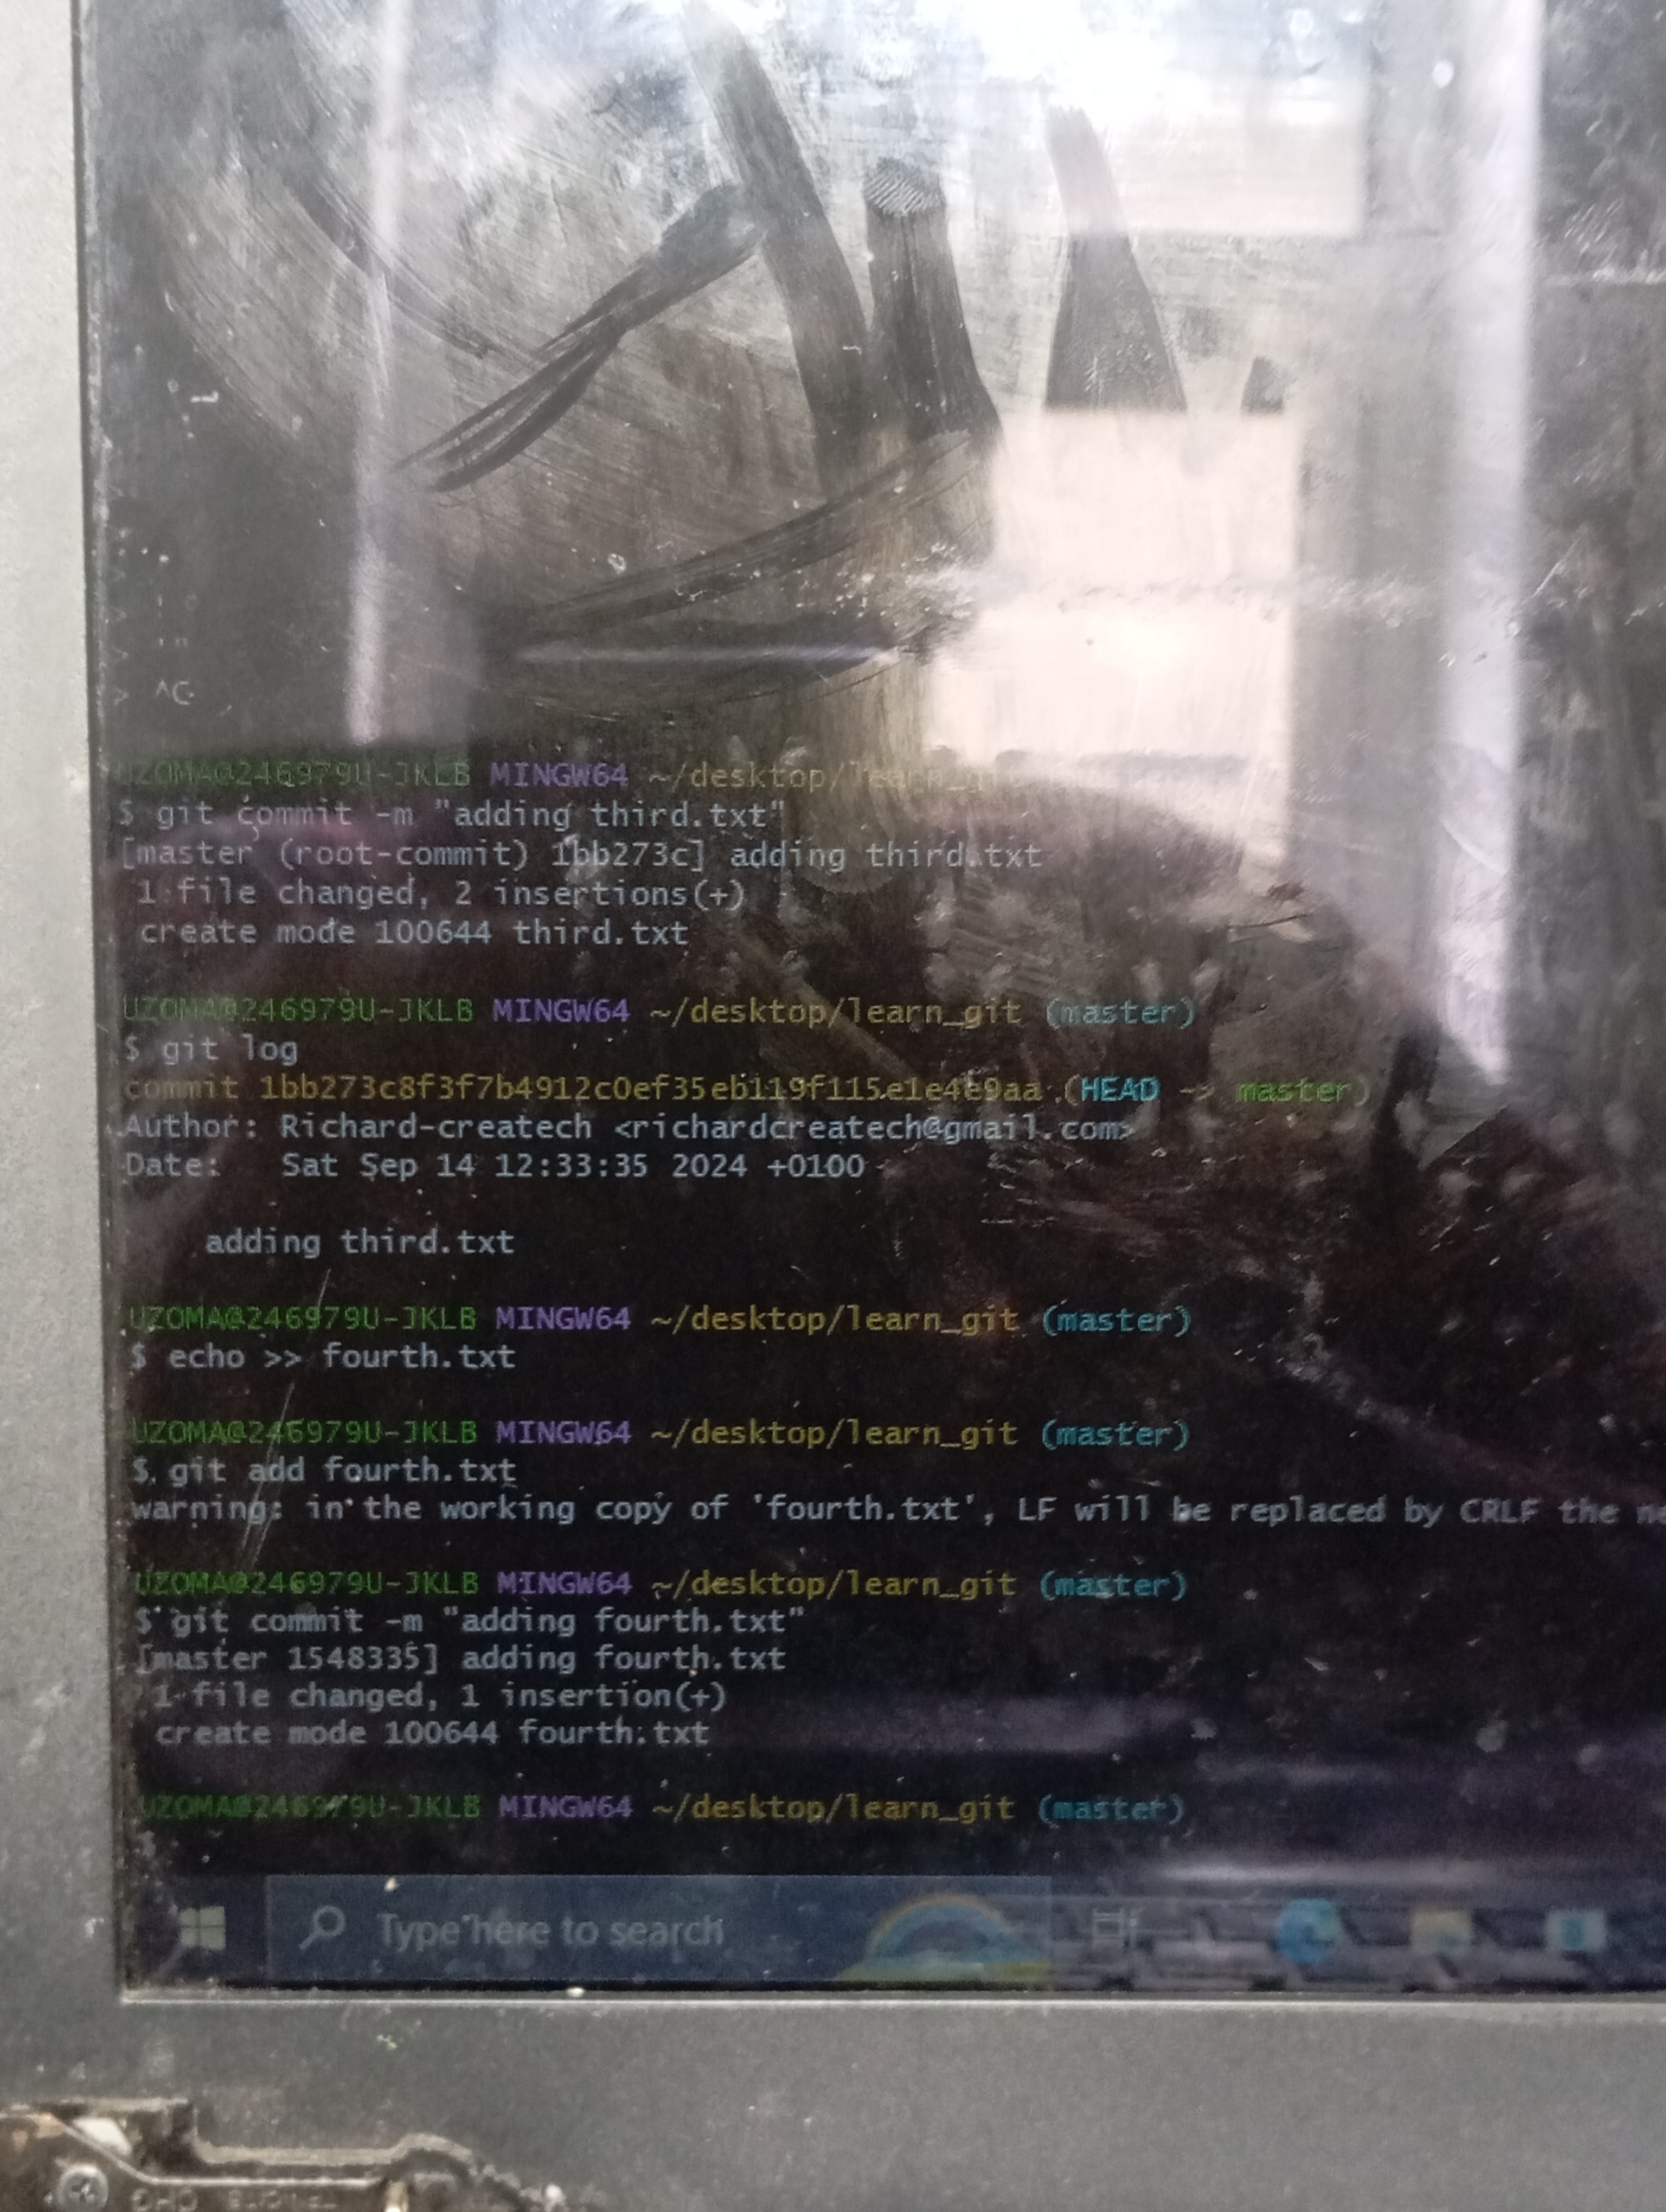 > ^C
UZOMA@246979U-JKLB MINGW64 ~/desktop/learn_git
$ git commit -m "adding third.txt"
[master (root-commit) 1bb273c] adding third.txt
1 file changed, 2 insertions(+)
create mode 100644 third.txt
UZOMA@246979U-JKLB MINGW64 ~/desktop/learn_git (master)
$ git log
commit 1bb273c8f3f7b4912c0ef35eb119f115e1e4e9aa (HEAD -> master)
Author: Richard-createch <richardcreatech@gmail.com>
Date: Sat Sep 14 12:33:35 2024 +0100
adding third.txt
UZOMA@246979U-JKLB MINGW64 ~/desktop/learn_git (master)
$ echo >> fourth.txt
UZOMA@246979U-JKLB MINGW64 ~/desktop/learn_git (master)
$ git add fourth.txt
warning: in the working copy of 'fourth.txt', LF will be replaced by CRLF the
UZOMA@246979U-JKLB MINGW64 ~/desktop/learn_git (master)
$ git commit -m "adding fourth.txt"
[master 1548335] adding fourth.txt
1 file changed, 1 insertion(+)
create mode 100644 fourth.txt
UZOMA@246979U-JKLB MINGW64 ~/desktop/learn_git (master)
$
Type here to search